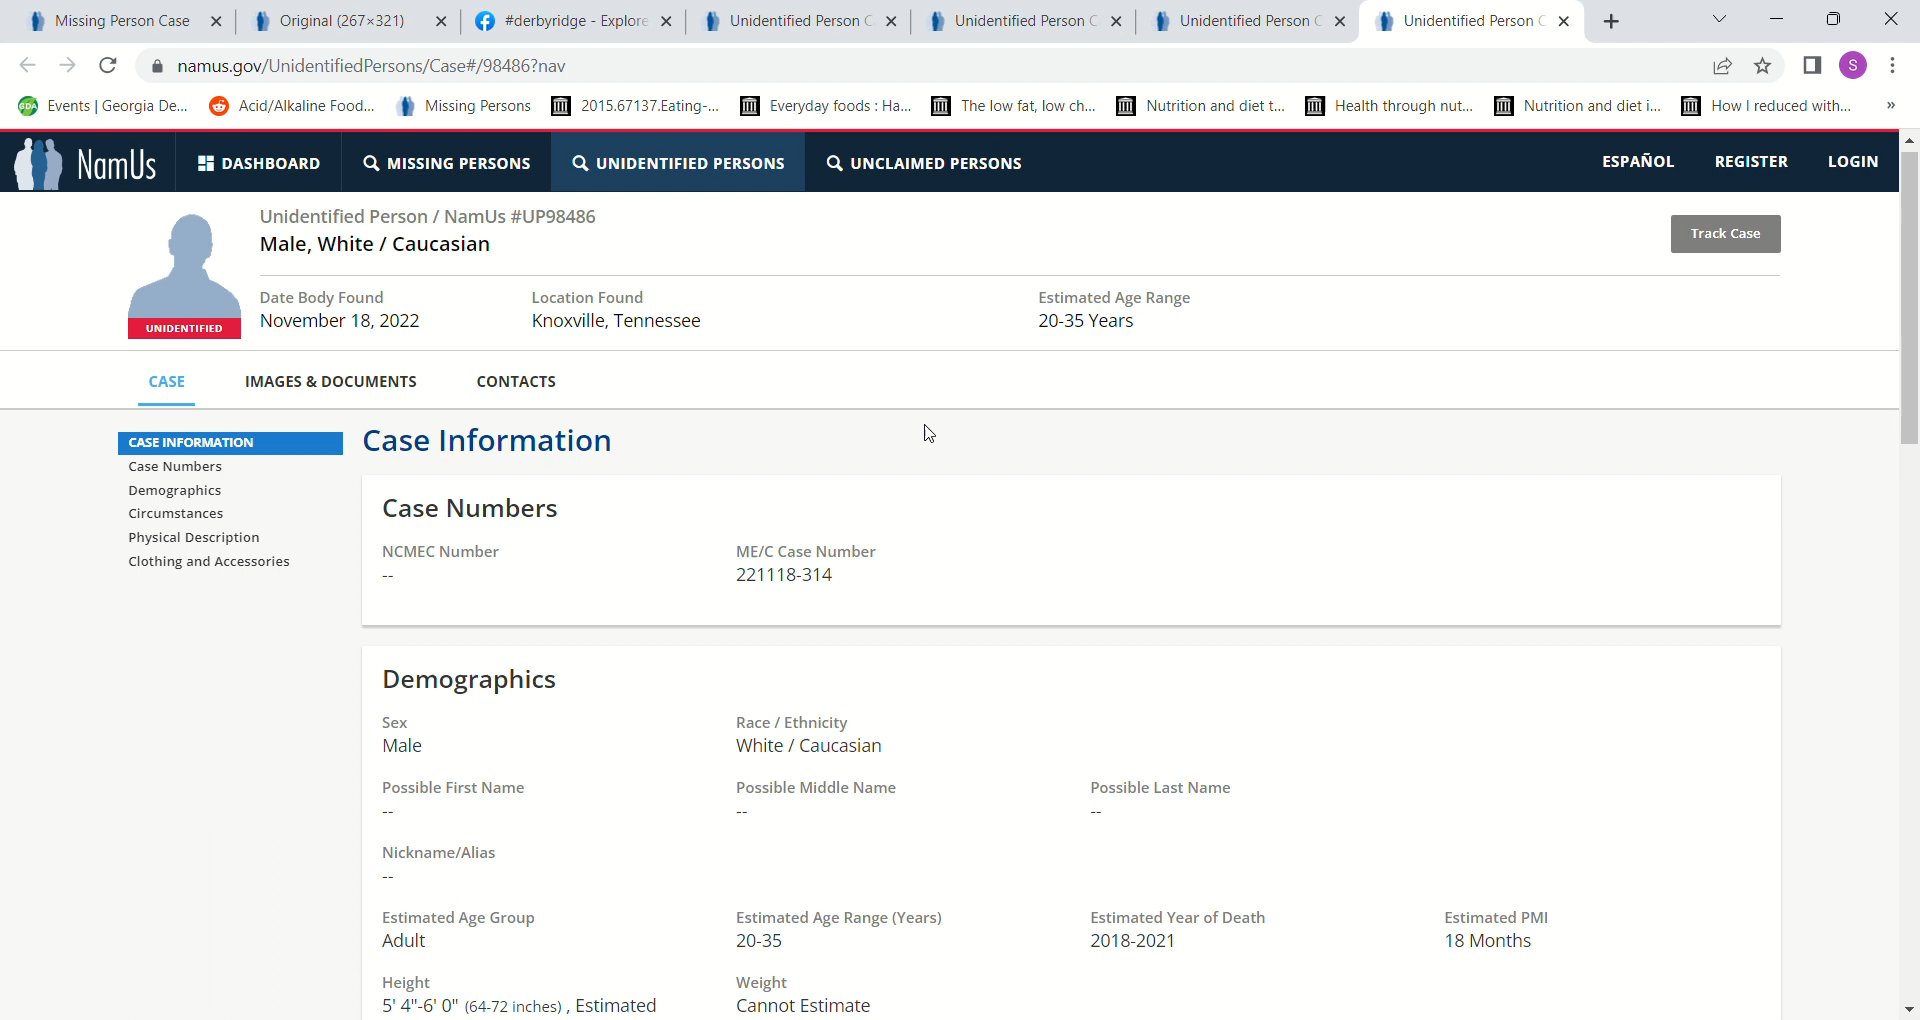 Missing Person Case
Original (267×321)
#derbyridge - Explore
Unidentified Person C
Unidentified Person C
Unidentified Person C
Unidentified Person C
namus.gov/UnidentifiedPersons/Case#/98486?nav
S
Events | Georgia De...
Acid/Alkaline Food...
Missing Persons
2015.67137.Eating-...
Everyday foods : Ha...
The low fat, low ch...
Nutrition and diet t...
Health through nut...
Nutrition and diet i...
How I reduced with...
»
NamUs
DASHBOARD
MISSING PERSONS
UNIDENTIFIED PERSONS
UNCLAIMED PERSONS
ESPAÑOL
REGISTER
LOGIN
Unidentified Person / NamUs #UP98486
Male, White / Caucasian
Track Case
UNIDENTIFIED
Date Body Found
November 18, 2022
Location Found
Knoxville, Tennessee
Estimated Age Range
20-35 Years
CASE
IMAGES & DOCUMENTS
CONTACTS
CASE INFORMATION
Case Numbers
Demographics
Circumstances
Physical Description
Clothing and Accessories
Case Information
Case Numbers
NCMEC Number
--
ME/C Case Number
221118-314
Demographics
Sex
Male
Race / Ethnicity
White / Caucasian
Possible First Name
--
Possible Middle Name
--
Possible Last Name
--
Nickname/Alias
--
Estimated Age Group
Adult
Estimated Age Range (Years)
20-35
Estimated Year of Death
2018-2021
Estimated PMI
18 Months
Height
5' 4"-6' 0" (64-72 inches) , Estimated
Weight
Cannot Estimate